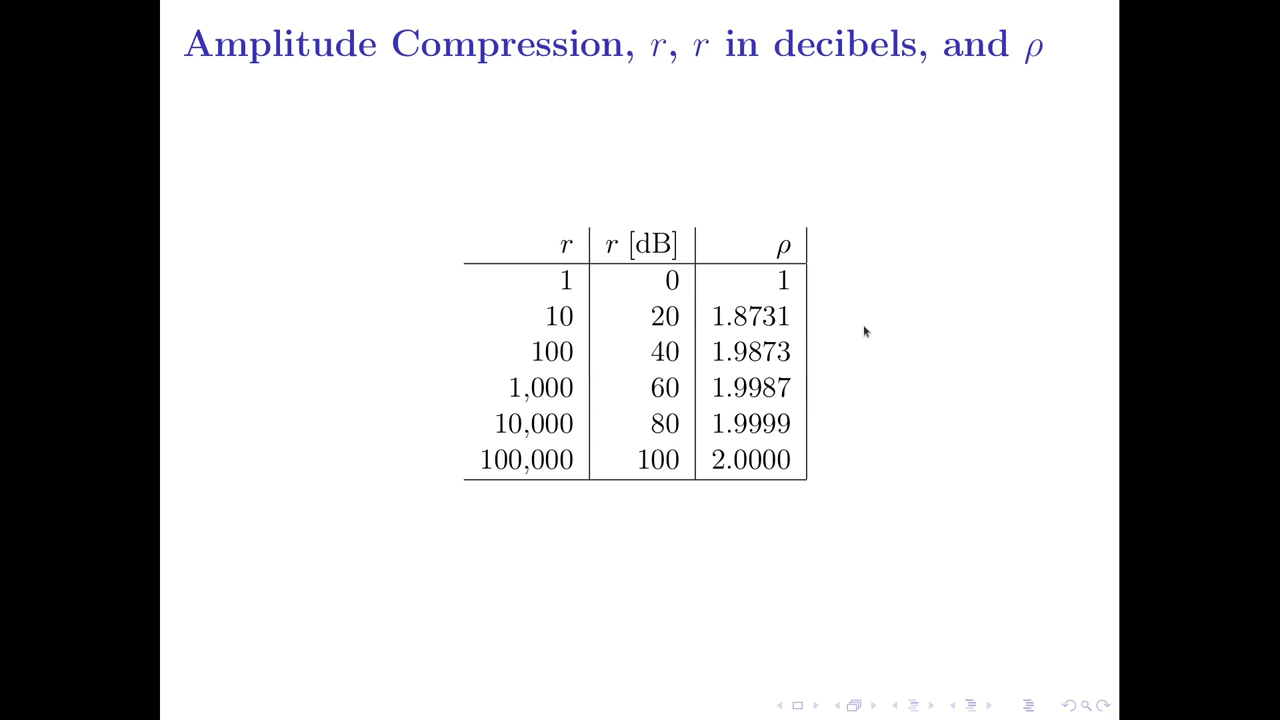 Amplitude Compression, r, r in decibels, and ρ
r r [dB] ρ
1 0 1
10 20 1.8731
100 40 1.9873
1,000 60 1.9987
10,000 80 1.9999
100,000 100 2.0000